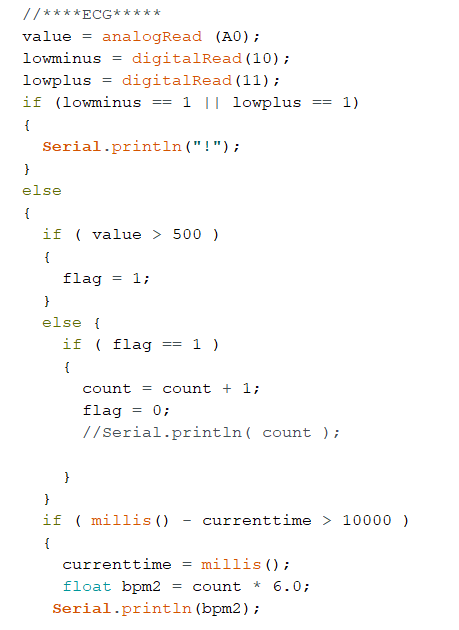 //****ECG*****
value = analogRead (A0);
lowminus = digitalRead(10);
lowplus = digitalRead(11);
if (lowminus == 1 || lowplus == 1)
{
  Serial.println("!");
}
else
{
  if ( value > 500 )
  {
    flag = 1;
  }
  else {
    if ( flag == 1 )
    {
      count = count + 1;
      flag = 0;
      //Serial.println( count );

    }
  }
  if ( millis() - currenttime > 10000 )
  {
    currenttime = millis();
    float bpm2 = count * 6.0;
   Serial.println(bpm2);